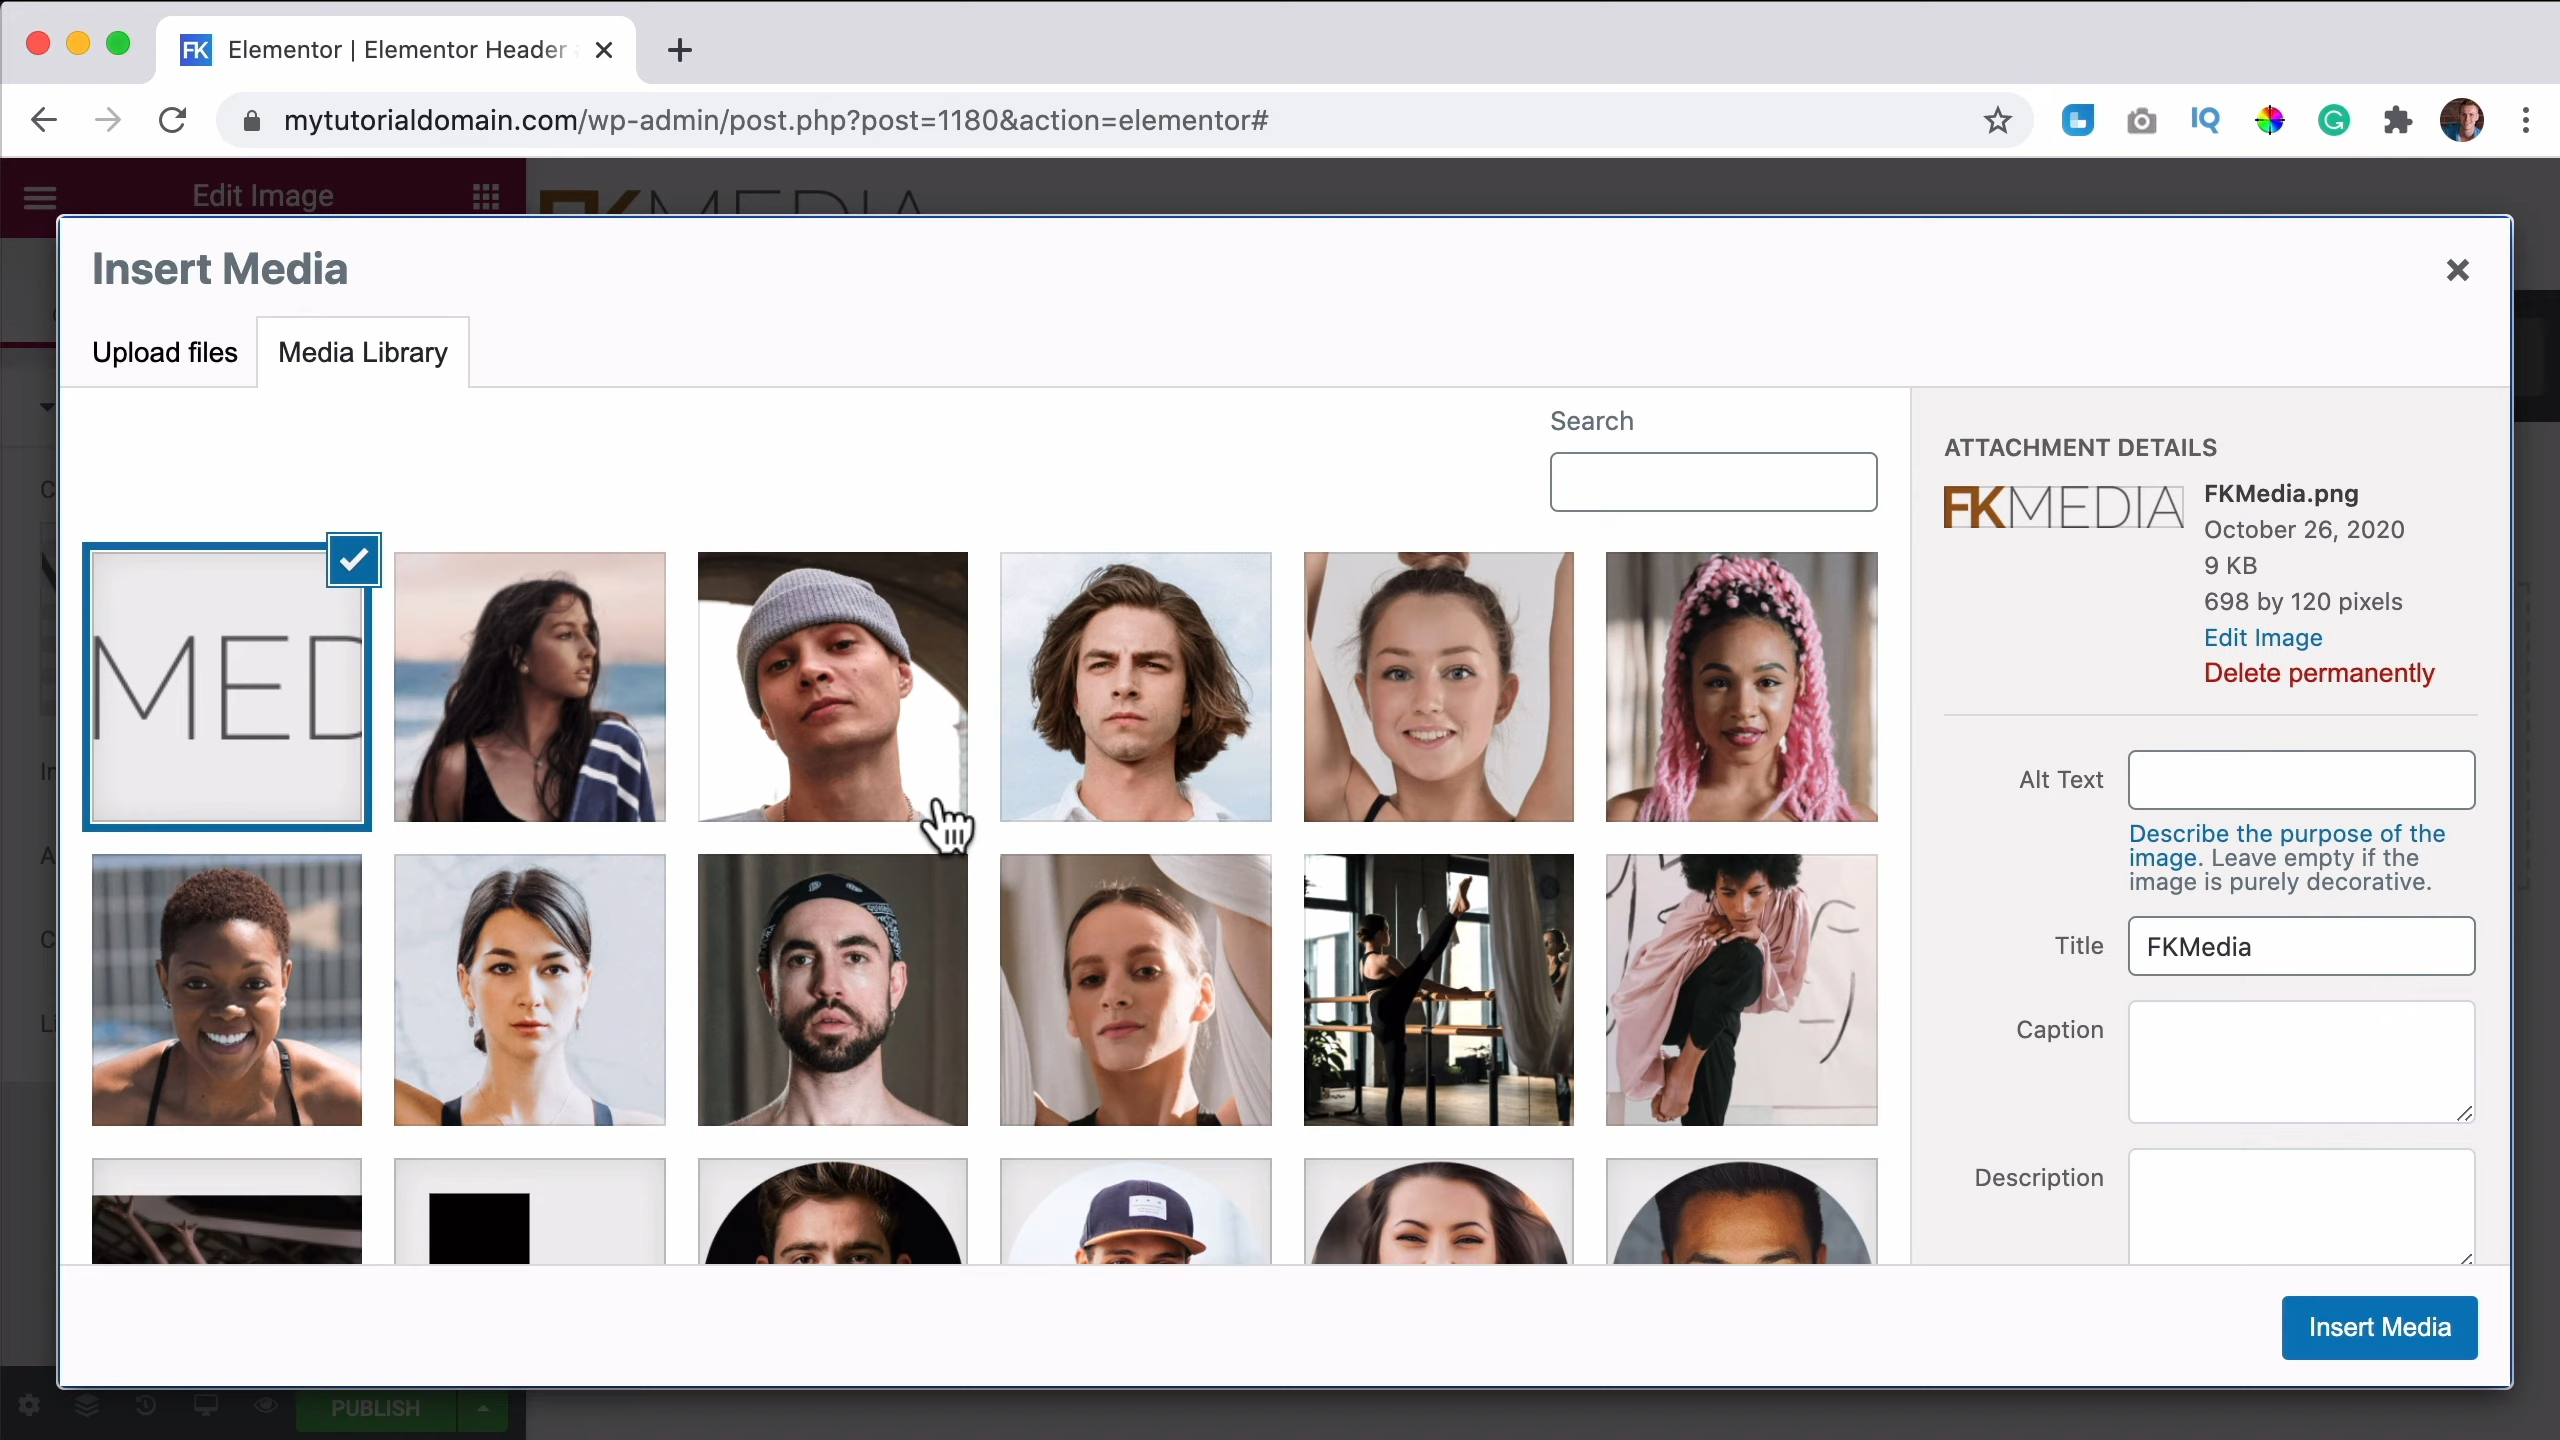 FK Elementor | Elementor Header
mytutorialdomain.com/wp-admin/post.php?post=1180&action=elementor#
IQ
Edit Image
FKMEDIA
Insert Media
Upload files
Media Library
Search
ATTACHMENT DETAILS
FKMEDIA
FKMedia.png
October 26, 2020
9 KB
698 by 120 pixels
Edit Image
Delete permanently
MED
Alt Text
Describe the purpose of the
image. Leave empty if the
image is purely decorative.
Title
FKMedia
Caption
Description
Insert Media
PUBLISH